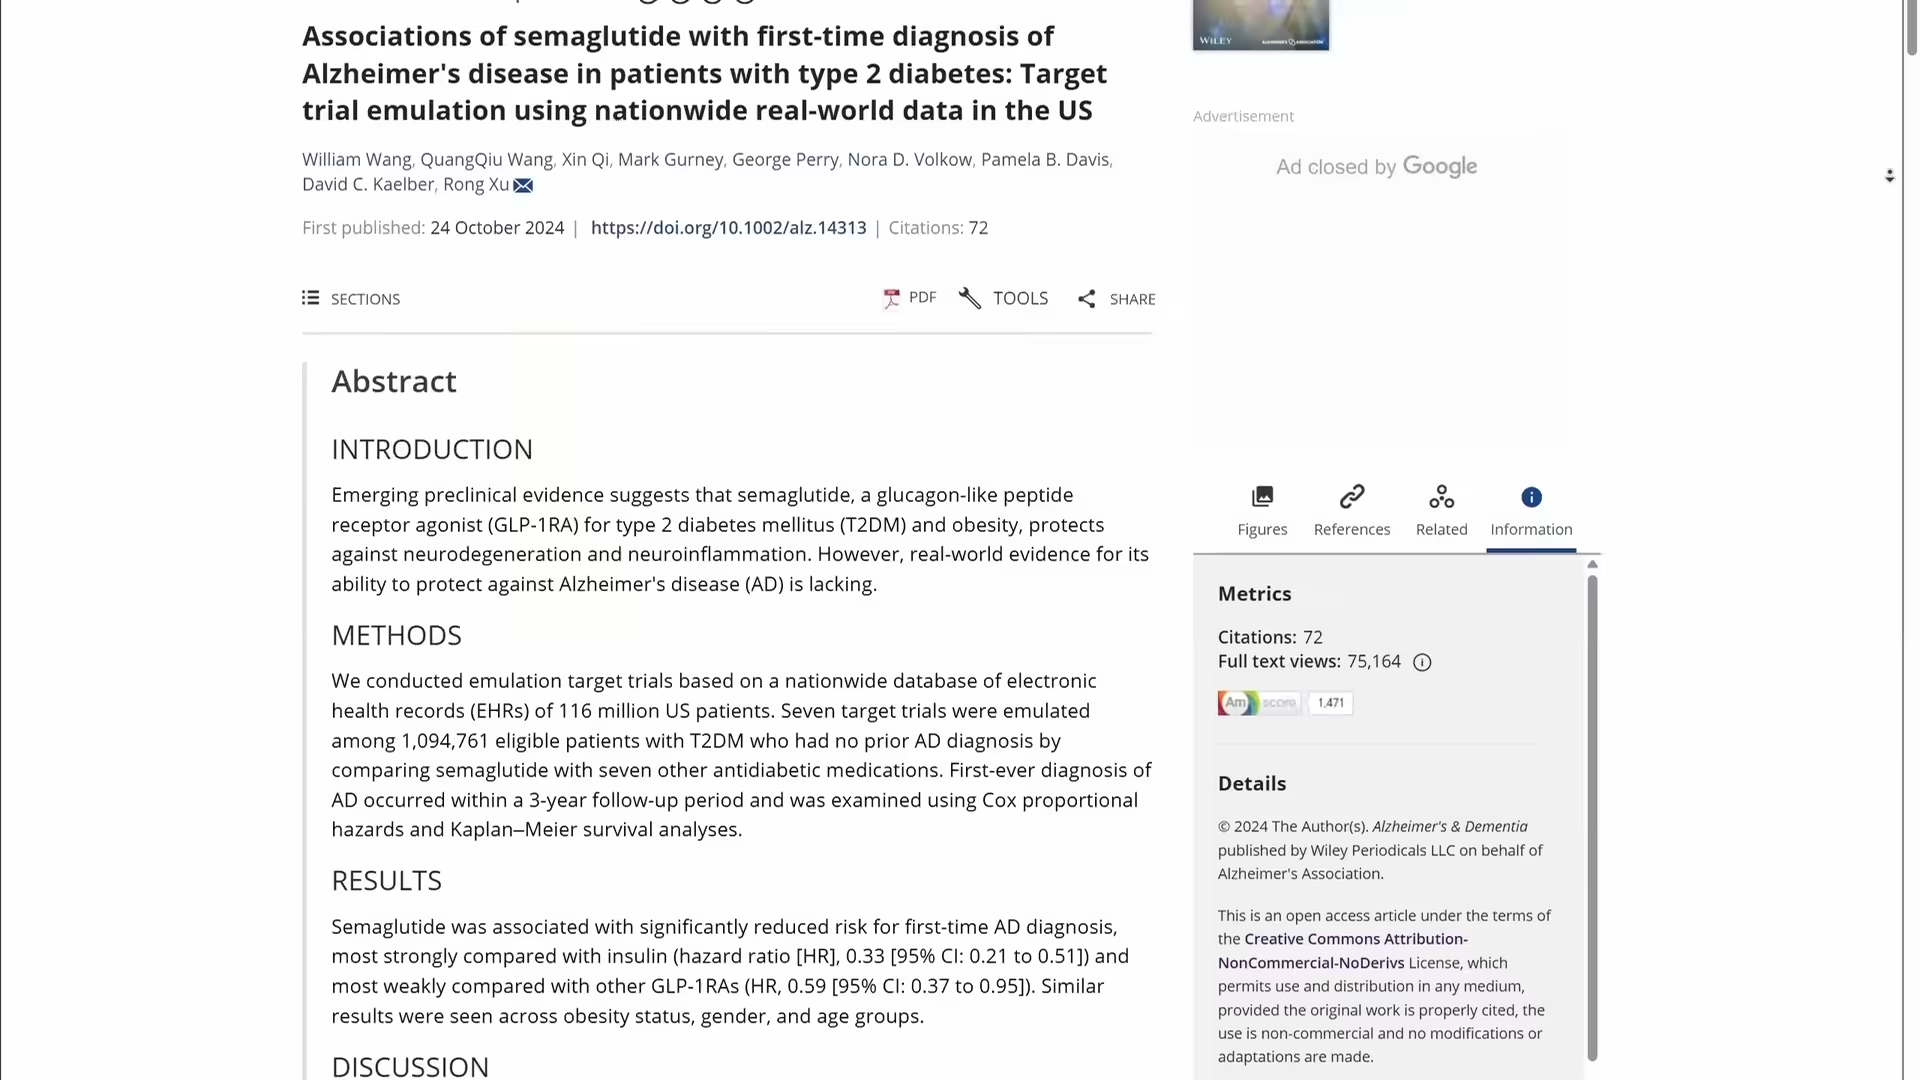 Associations of semaglutide with first-time diagnosis of
Alzheimer's disease in patients with type 2 diabetes: Target
trial emulation using nationwide real-world data in the US
William Wang, QuangQiu Wang, Xin Qi, Mark Gurney, George Perry, Nora D. Volkow, Pamela B. Davis,
David C. Kaelber, Rong Xu
First published: 24 October 2024 | https://doi.org/10.1002/alz.14313 | Citations: 72
SECTIONS
PDF
TOOLS
SHARE
Abstract
INTRODUCTION
Emerging preclinical evidence suggests that semaglutide, a glucagon-like peptide
receptor agonist (GLP-1RA) for type 2 diabetes mellitus (T2DM) and obesity, protects
against neurodegeneration and neuroinflammation. However, real-world evidence for its
ability to protect against Alzheimer's disease (AD) is lacking.
METHODS
We conducted emulation target trials based on a nationwide database of electronic
health records (EHRs) of 116 million US patients. Seven target trials were emulated
among 1,094,761 eligible patients with T2DM who had no prior AD diagnosis by
comparing semaglutide with seven other antidiabetic medications. First-ever diagnosis of
AD occurred within a 3-year follow-up period and was examined using Cox proportional
hazards and Kaplan–Meier survival analyses.
RESULTS
Semaglutide was associated with significantly reduced risk for first-time AD diagnosis,
most strongly compared with insulin (hazard ratio [HR], 0.33 [95% CI: 0.21 to 0.51]) and
most weakly compared with other GLP-1RAs (HR, 0.59 [95% CI: 0.37 to 0.95]). Similar
results were seen across obesity status, gender, and age groups.
DISCUSSION
WILEY
Advertisement
Ad closed by Google
Figures
References
Related
Information
Metrics
Citations: 72
Full text views: 75,164
Am score 1,471
Details
© 2024 The Author(s). Alzheimer's & Dementia
published by Wiley Periodicals LLC on behalf of
Alzheimer's Association.
This is an open access article under the terms of
the Creative Commons Attribution-
NonCommercial-NoDerivs License, which
permits use and distribution in any medium,
provided the original work is properly cited, the
use is non-commercial and no modifications or
adaptations are made.